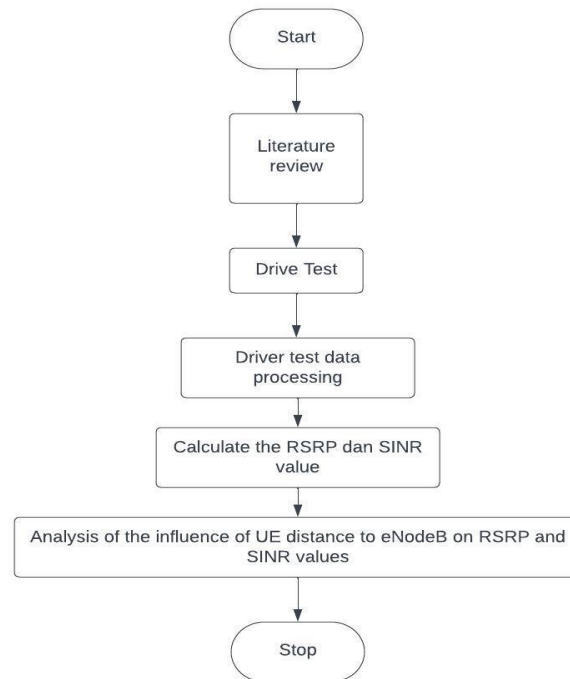 Start
Literature
review
Drive Test
Driver test data
processing
Calculate the RSRP dan SINR
value
Analysis of the influence of UE distance to eNodeB on RSRP and
SINR values
Stop